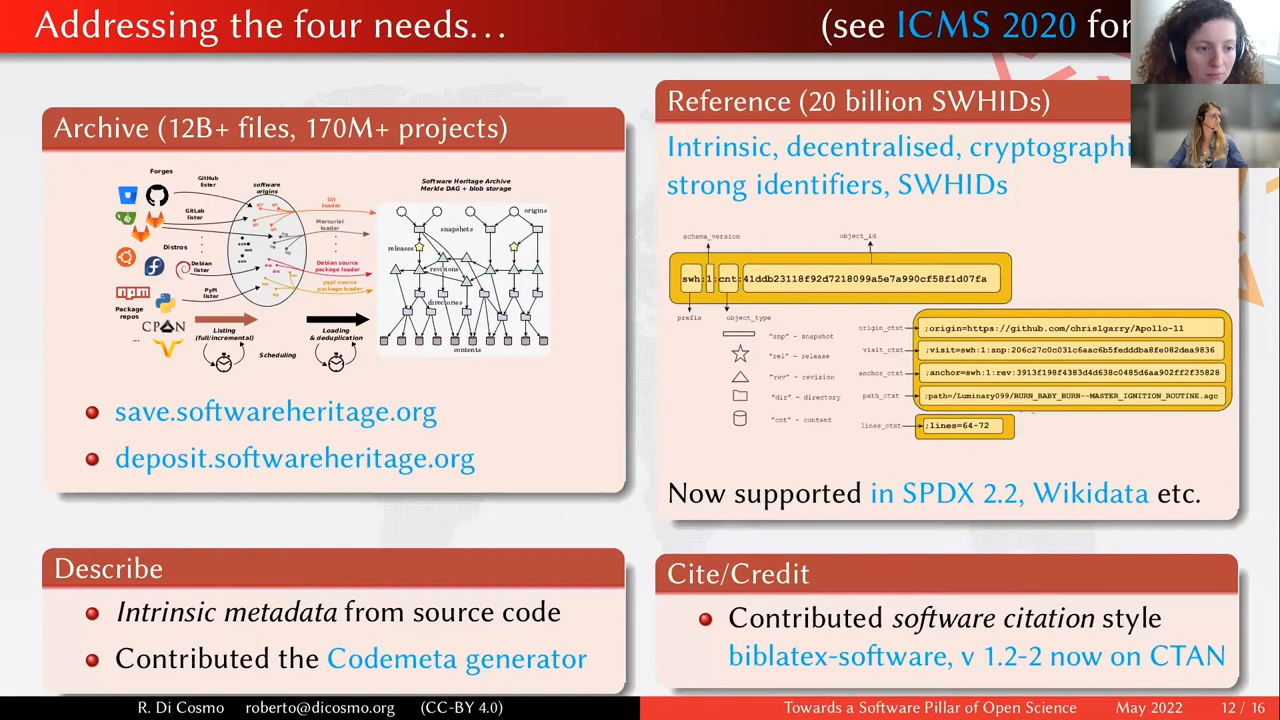 Addressing the four needs…
(see ICMS 2020 for
Archive (12B+ files, 170M+ projects)
Forges
GitHub
lister
software
origins
GitLab
lister
Distros
Debian
lister
PyPI
lister
npm
Package
repos
CPAN
...
Git
loader
Mercurial
loader
Debian source
package loader
pypi source
package loader
Listing
(full/incremental)
Scheduling
Loading
& deduplication
Software Heritage Archive
Merkle DAG + blob storage
origins
snapshots
releases
revisions
directories
contents
save.softwareheritage.org
deposit.softwareheritage.org
Reference (20 billion SWHIDs)
Intrinsic, decentralised, cryptographi
strong identifiers, SWHIDs
schema_version
object_id
swh:1:cnt:41ddb23118f92d7218099a5e7a990cf58f1d07fa
prefix
object_type
"snp" - snapshot
"rel" - release
"rev" - revision
"dir" - directory
"cnt" - content
origin_ctxt
;origin=https://github.com/chrislgarry/Apollo-11
visit_ctxt
;visit=swh:1:snp:206c27c0c031c6aac6b5fedddba8fe082dea9836
anchor_ctxt
;anchor=swh:1:rev:3913f198f4383d4d638c0485d6aa902ff2f35828
path_ctxt
;path=/Luminary099/BURN_BABY_BURN--MASTER_IGNITION_ROUTINE.agc
lines_ctxt
;lines=64-72
Now supported in SPDX 2.2, Wikidata etc.
Describe
Intrinsic metadata from source code
Contributed the Codemeta generator
Cite/Credit
Contributed software citation style
biblatex-software, v 1.2-2 now on CTAN
R. Di Cosmo roberto@dicosmo.org (CC-BY 4.0)
Towards a Software Pillar of Open Science May 2022 12 / 16